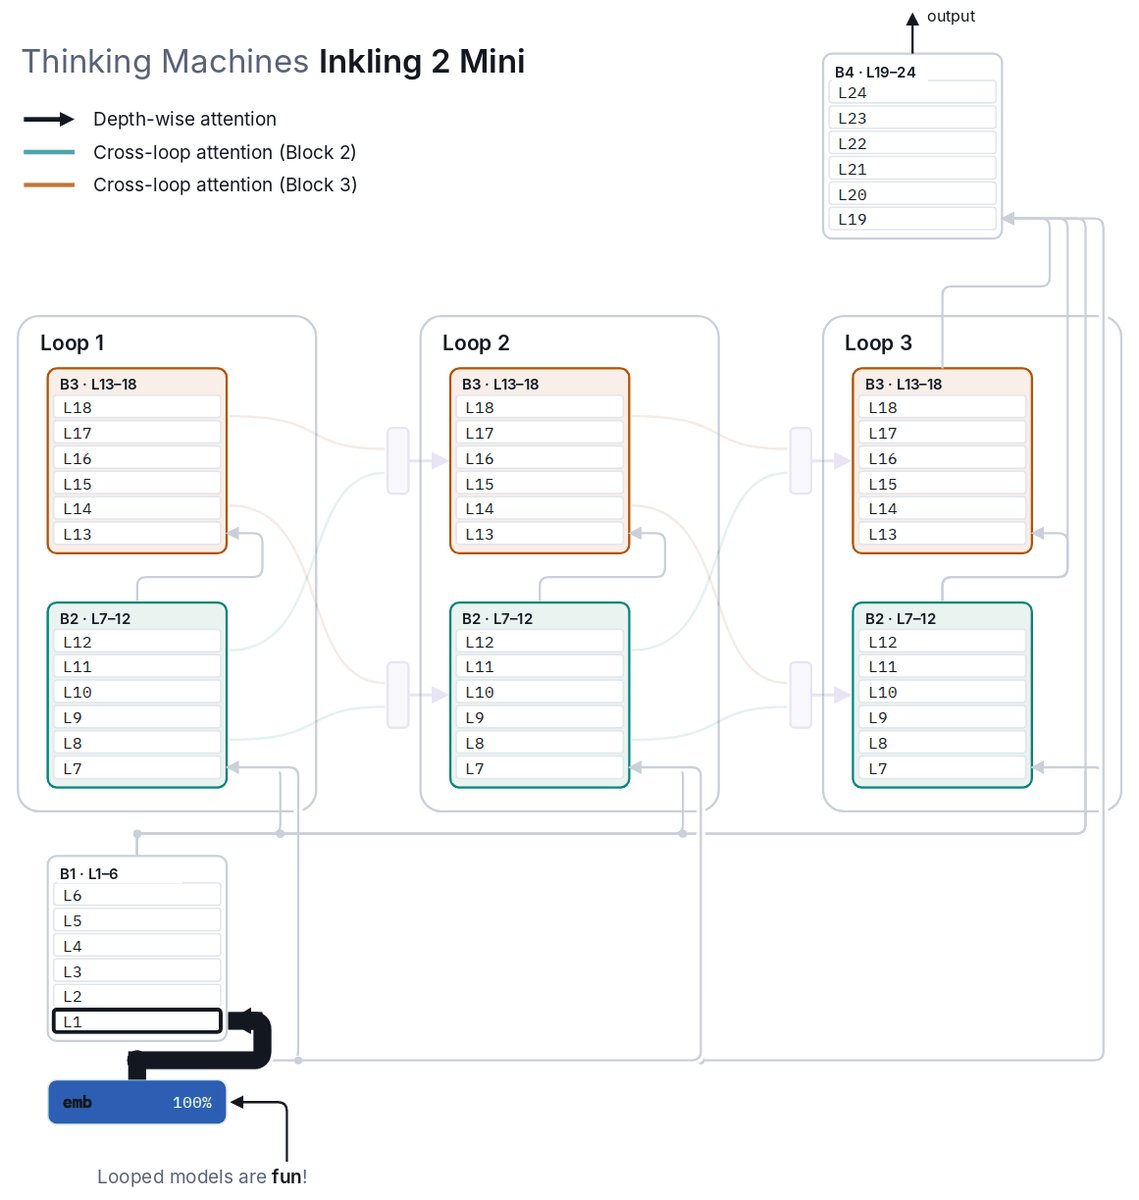 output
Thinking Machines Inkling 2 Mini
Depth-wise attention
Cross-loop attention (Block 2)
Cross-loop attention (Block 3)
B4 · L19–24
L24
L23
L22
L21
L20
L19
Loop 1
B3 · L13–18
L18
L17
L16
L15
L14
L13
B2 · L7–12
L12
L11
L10
L9
L8
L7
Loop 2
B3 · L13–18
L18
L17
L16
L15
L14
L13
B2 · L7–12
L12
L11
L10
L9
L8
L7
Loop 3
B3 · L13–18
L18
L17
L16
L15
L14
L13
B2 · L7–12
L12
L11
L10
L9
L8
L7
B1 · L1–6
L6
L5
L4
L3
L2
L1
emb 100%
Looped models are fun!